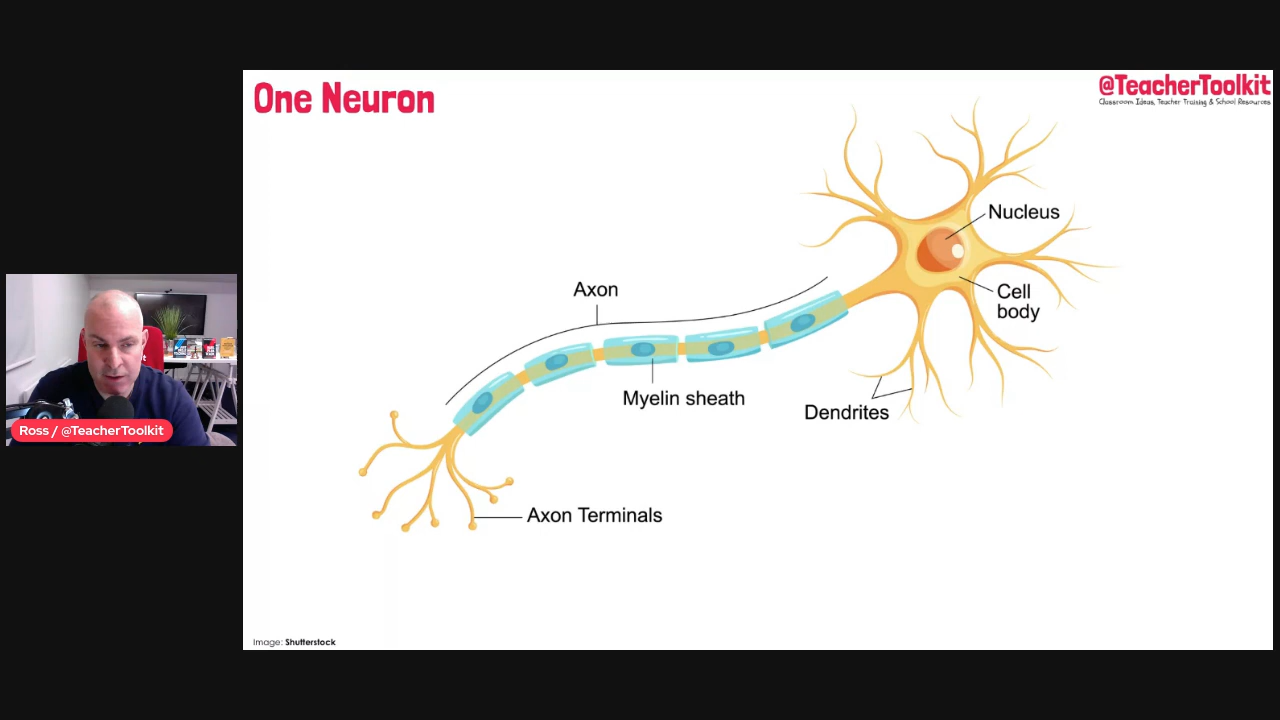 One Neuron
@TeacherToolkit
Classroom Ideas, Teacher Training & School Resources
Nucleus
Cell
body
Axon
Myelin sheath
Dendrites
Axon Terminals
Ross / @TeacherToolkit
Image: Shutterstock